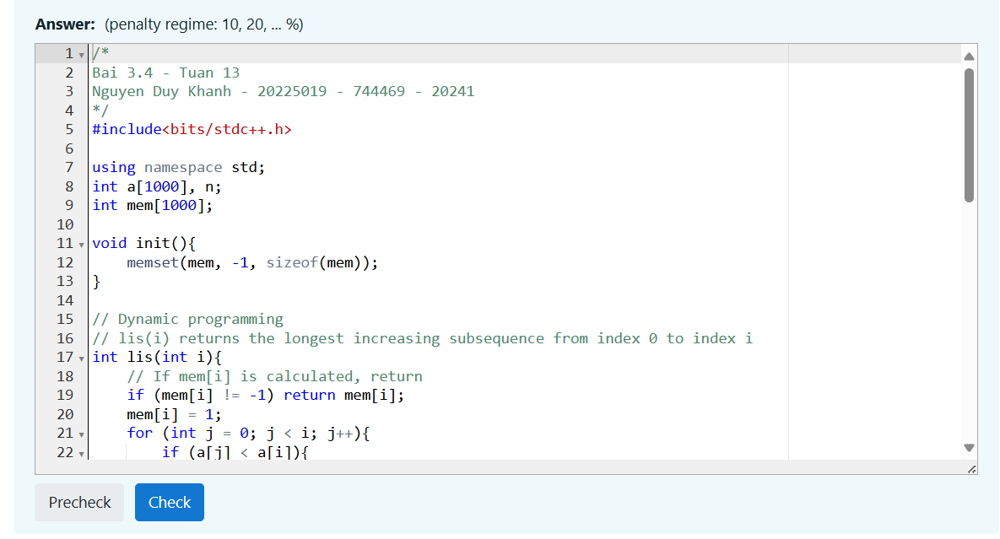 Answer: (penalty regime: 10, 20, ... %)
1 /*
2 Bai 3.4 - Tuan 13
3 Nguyen Duy Khanh - 20225019 - 744469 - 20241
4 */
5 #include<bits/stdc++.h>
6
7 using namespace std;
8 int a[1000], n;
9 int mem[1000];
10
11 void init(){
12     memset(mem, -1, sizeof(mem));
13 }
14
15 // Dynamic programming
16 // lis(i) returns the longest increasing subsequence from index 0 to index i
17 int lis(int i){
18     // If mem[i] is calculated, return
19     if (mem[i] != -1) return mem[i];
20     mem[i] = 1;
21     for (int j = 0; j < i; j++){
22         if (a[j] < a[i]){
Precheck Check